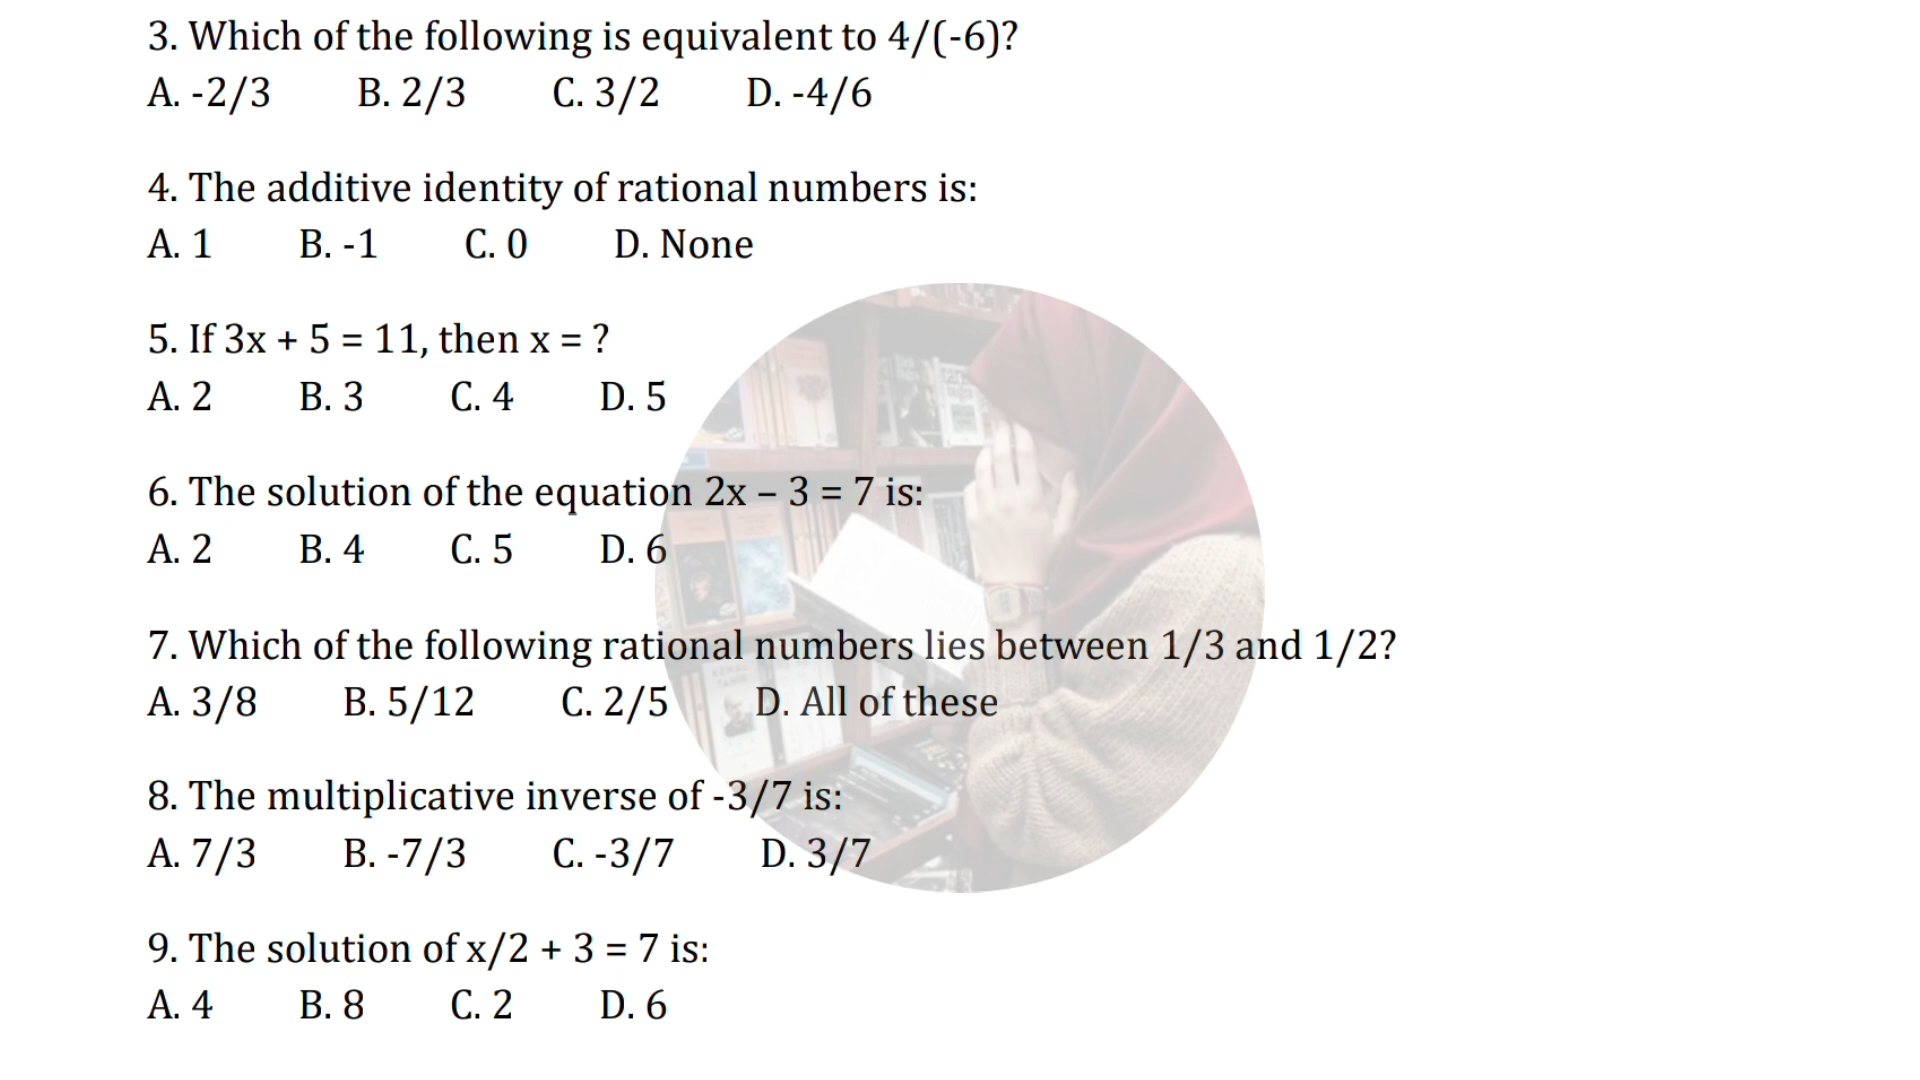 3. Which of the following is equivalent to 4/(-6)?
A. -2/3 B. 2/3 C. 3/2 D. -4/6
4. The additive identity of rational numbers is:
A. 1 B. -1 C. 0 D. None
5. If 3x + 5 = 11, then x = ?
A. 2 B. 3 C. 4 D. 5
6. The solution of the equation 2x – 3 = 7 is:
A. 2 B. 4 C. 5 D. 6
7. Which of the following rational numbers lies between 1/3 and 1/2?
A. 3/8 B. 5/12 C. 2/5 D. All of these
8. The multiplicative inverse of -3/7 is:
A. 7/3 B. -7/3 C. -3/7 D. 3/7
9. The solution of x/2 + 3 = 7 is:
A. 4 B. 8 C. 2 D. 6